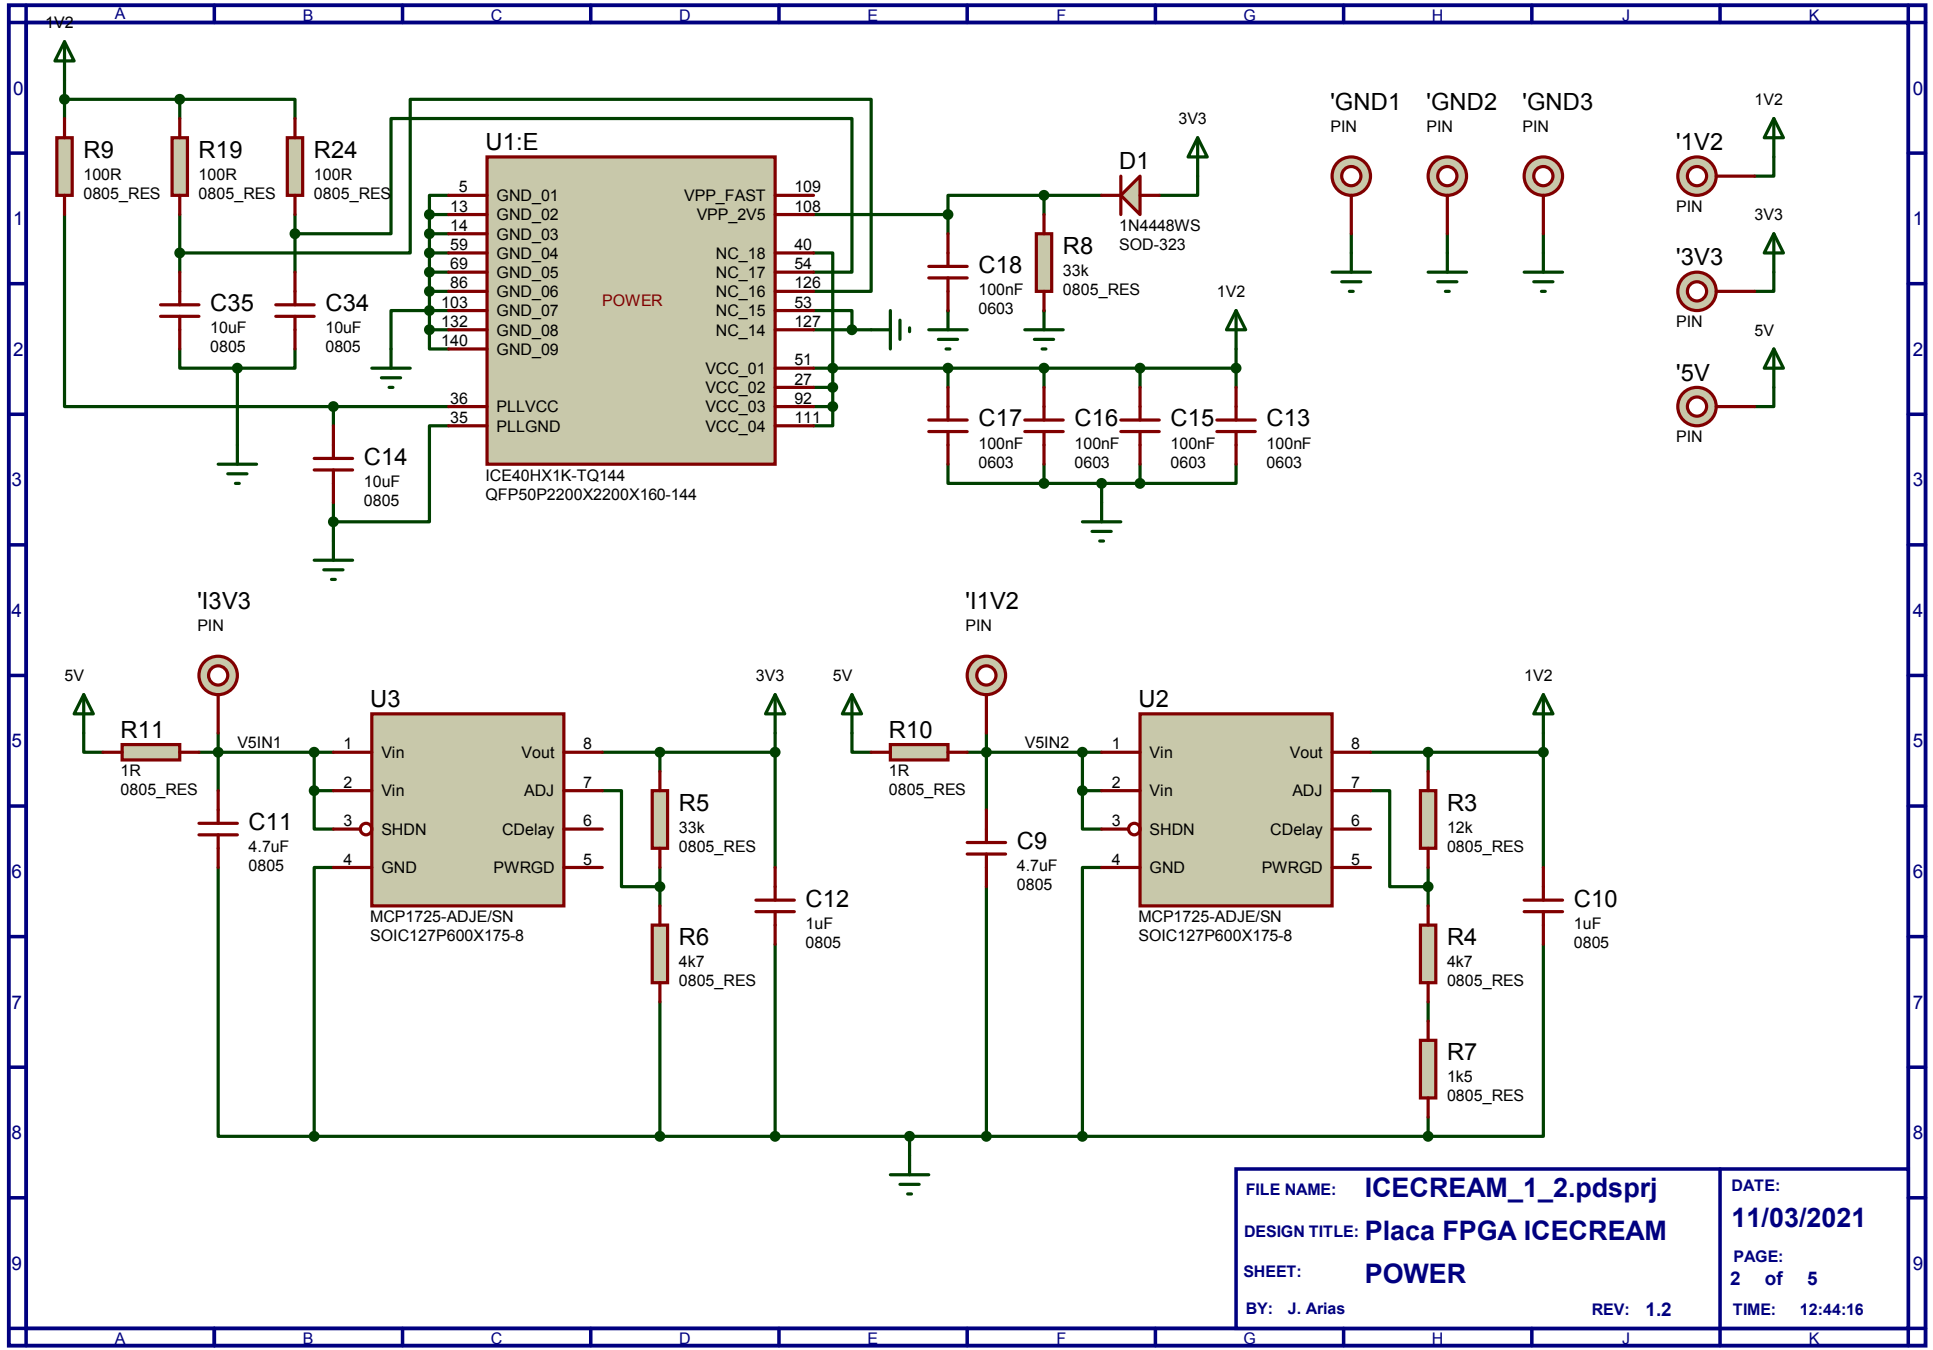 A B C D E F G H J K
0 0
1 1
2 2
3 3
4 4
5 5
6 6
7 7
8 8
9 9
1V2
R9
100R
0805_RES
R19
100R
0805_RES
R24
100R
0805_RES
C35
10uF
0805
C34
10uF
0805
C14
10uF
0805
U1:E
5 GND_01
13 GND_02
14 GND_03
59 GND_04
69 GND_05
86 GND_06
103 GND_07
132 GND_08
140 GND_09
36 PLLVCC
35 PLLGND
POWER
VPP_FAST 109
VPP_2V5 108
NC_18 40
NC_17 54
NC_16 126
NC_15 53
NC_14 127
VCC_01 51
VCC_02 27
VCC_03 92
VCC_04 111
ICE40HX1K-TQ144
QFP50P2200X2200X160-144
3V3
D1
1N4448WS
SOD-323
C18
100nF
0603
R8
33k
0805_RES
1V2
C17
100nF
0603
C16
100nF
0603
C15
100nF
0603
C13
100nF
0603
'GND1
PIN
'GND2
PIN
'GND3
PIN
1V2
'1V2
PIN
3V3
'3V3
PIN
5V
'5V
PIN
'I3V3
PIN
5V
R11
1R
0805_RES
V5IN1
C11
4.7uF
0805
U3
1 Vin
2 Vin
3 SHDN
4 GND
Vout 8
ADJ 7
CDelay 6
PWRGD 5
MCP1725-ADJE/SN
SOIC127P600X175-8
3V3
R5
33k
0805_RES
R6
4k7
0805_RES
C12
1uF
0805
'I1V2
PIN
5V
R10
1R
0805_RES
V5IN2
C9
4.7uF
0805
U2
1 Vin
2 Vin
3 SHDN
4 GND
Vout 8
ADJ 7
CDelay 6
PWRGD 5
MCP1725-ADJE/SN
SOIC127P600X175-8
1V2
R3
12k
0805_RES
R4
4k7
0805_RES
R7
1k5
0805_RES
C10
1uF
0805
FILE NAME: ICECREAM_1_2.pdsprj
DESIGN TITLE: Placa FPGA ICECREAM
SHEET: POWER
BY: J. Arias REV: 1.2
DATE:
11/03/2021
PAGE:
2 of 5
TIME: 12:44:16
A B C D E F G H J K